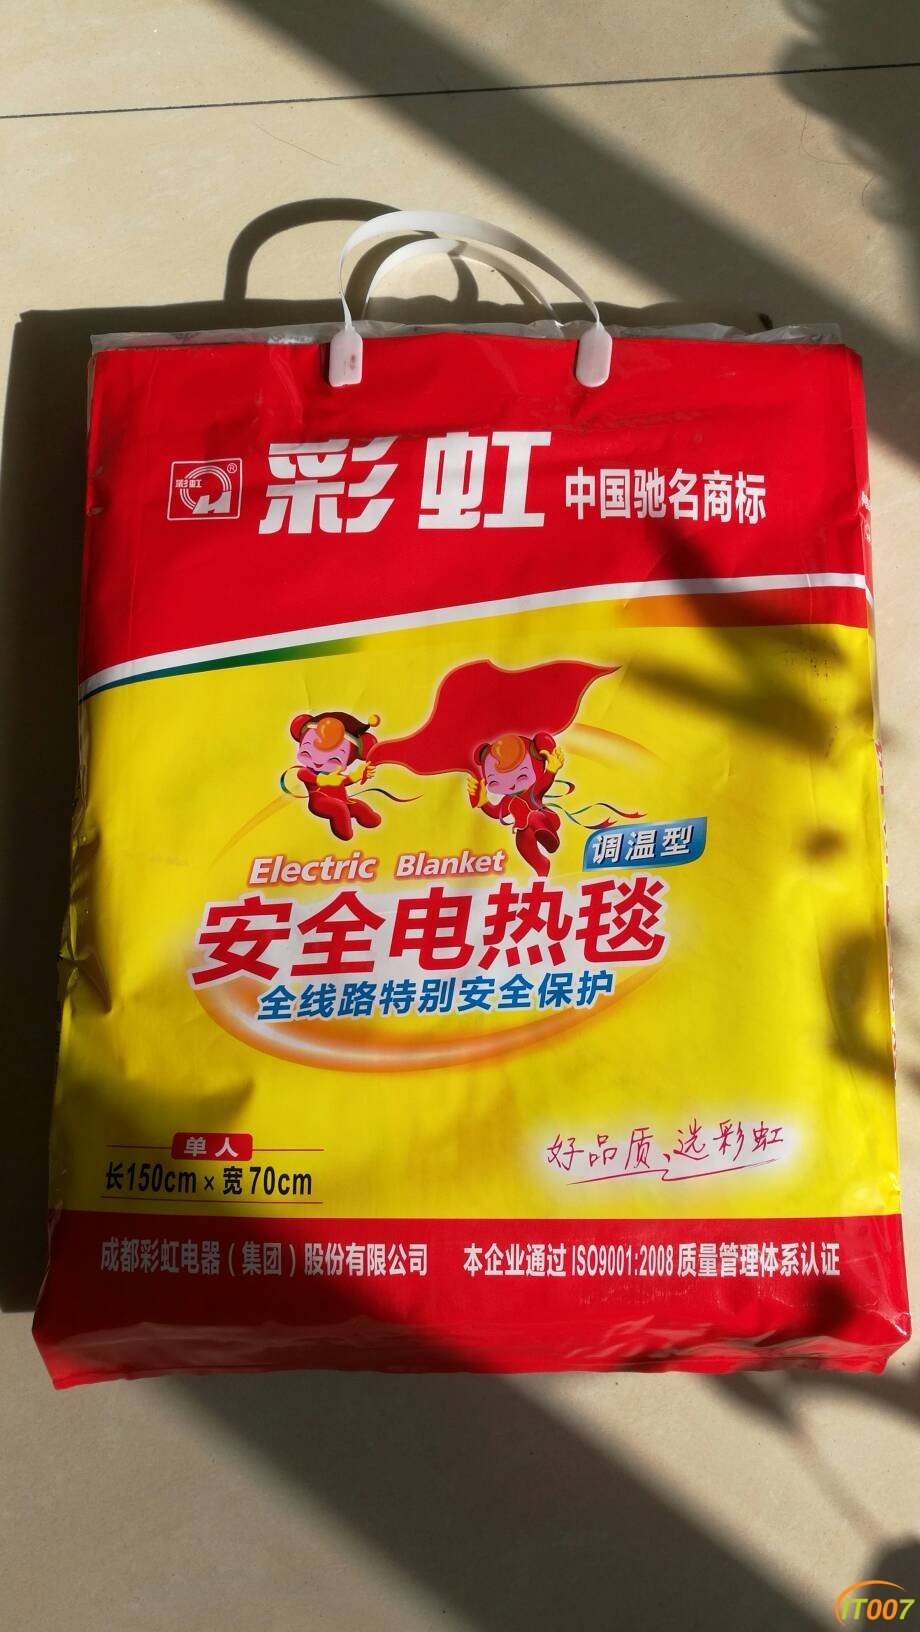 彩虹®
彩虹 中国驰名商标
Electric Blanket
调温型
安全电热毯
全线路特别安全保护
单人
长150cm×宽70cm
好品质、选彩虹
成都彩虹电器(集团)股份有限公司 本企业通过ISO9001:2008质量管理体系认证
IT007